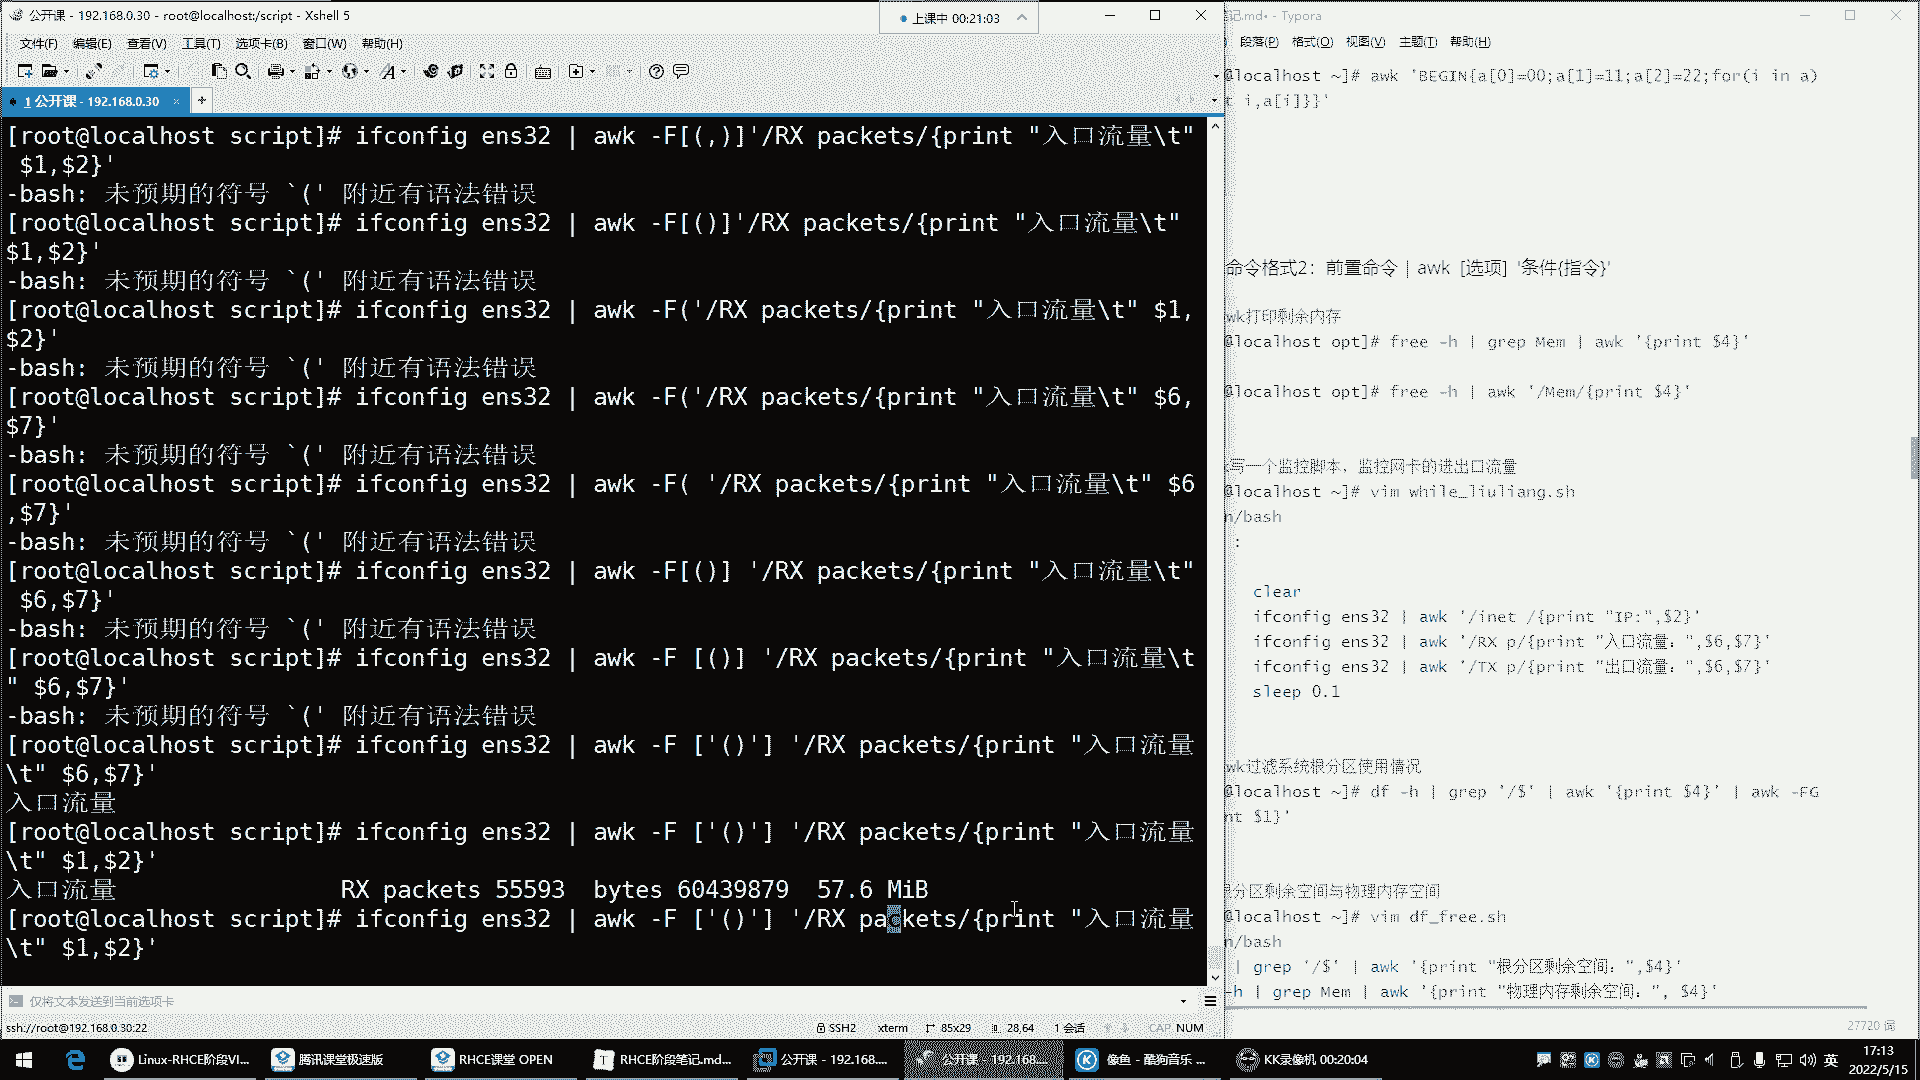 公开课 - 192.168.0.30 - root@localhost:/script - Xshell 5
上课中 00:21:03
文件(F) 编辑(E) 查看(V) 工具(T) 选项卡(B) 窗口(W) 帮助(H)
1 公开课 - 192.168.0.30
[root@localhost script]# ifconfig ens32 | awk -F[(,)]'/RX packets/{print "入口流量\t"
$1,$2}'
-bash: 未预期的符号 `(' 附近有语法错误
[root@localhost script]# ifconfig ens32 | awk -F[()]'/RX packets/{print "入口流量\t"
$1,$2}'
-bash: 未预期的符号 `(' 附近有语法错误
[root@localhost script]# ifconfig ens32 | awk -F('/RX packets/{print "入口流量\t" $1,
$2}'
-bash: 未预期的符号 `(' 附近有语法错误
[root@localhost script]# ifconfig ens32 | awk -F('/RX packets/{print "入口流量\t" $6,
$7}'
-bash: 未预期的符号 `(' 附近有语法错误
[root@localhost script]# ifconfig ens32 | awk -F( '/RX packets/{print "入口流量\t" $6
,$7}'
-bash: 未预期的符号 `(' 附近有语法错误
[root@localhost script]# ifconfig ens32 | awk -F[()] '/RX packets/{print "入口流量\t"
$6,$7}'
-bash: 未预期的符号 `(' 附近有语法错误
[root@localhost script]# ifconfig ens32 | awk -F [()] '/RX packets/{print "入口流量\t
" $6,$7}'
-bash: 未预期的符号 `(' 附近有语法错误
[root@localhost script]# ifconfig ens32 | awk -F ['()'] '/RX packets/{print "入口流量
\t" $6,$7}'
入口流量
[root@localhost script]# ifconfig ens32 | awk -F ['()'] '/RX packets/{print "入口流量
\t" $1,$2}'
入口流量 RX packets 55593 bytes 60439879 57.6 MiB
[root@localhost script]# ifconfig ens32 | awk -F ['()'] '/RX packets/{print "入口流量
\t" $1,$2}'
仅将文本发送到当前选项卡
ssh://root@192.168.0.30:22 SSH2 xterm 85x29 28,64 1 会话 CAP NUM
记.md• - Typora
段落(P) 格式(O) 视图(V) 主题(T) 帮助(H)
@localhost ~]# awk 'BEGIN{a[0]=00;a[1]=11;a[2]=22;for(i in a)
t i,a[i]}}'
命令格式2：前置命令 | awk [选项] '条件{指令}'
wk打印剩余内存
@localhost opt]# free -h | grep Mem | awk '{print $4}'
@localhost opt]# free -h | awk '/Mem/{print $4}'
写一个监控脚本，监控网卡的进出口流量
@localhost ~]# vim while_liuliang.sh
n/bash
:
clear
ifconfig ens32 | awk '/inet /{print "IP:",$2}'
ifconfig ens32 | awk '/RX p/{print "入口流量：",$6,$7}'
ifconfig ens32 | awk '/TX p/{print "出口流量：",$6,$7}'
sleep 0.1
wk过滤系统根分区使用情况
@localhost ~]# df -h | grep '/$' | awk '{print $4}' | awk -FG
nt $1}'
根分区剩余空间与物理内存空间
@localhost ~]# vim df_free.sh
n/bash
| grep '/$' | awk '{print "根分区剩余空间：",$4}'
-h | grep Mem | awk '{print "物理内存剩余空间：", $4}'
27720 词
Linux-RHCE阶段VI... 腾讯课堂极速版 RHCE课堂 OPEN RHCE阶段笔记.md... 公开课 - 192.168.... 公开课 - 192.168.... 像鱼 - 酷狗音乐 ... KK录像机 00:20:04 英
17:13
2022/5/15